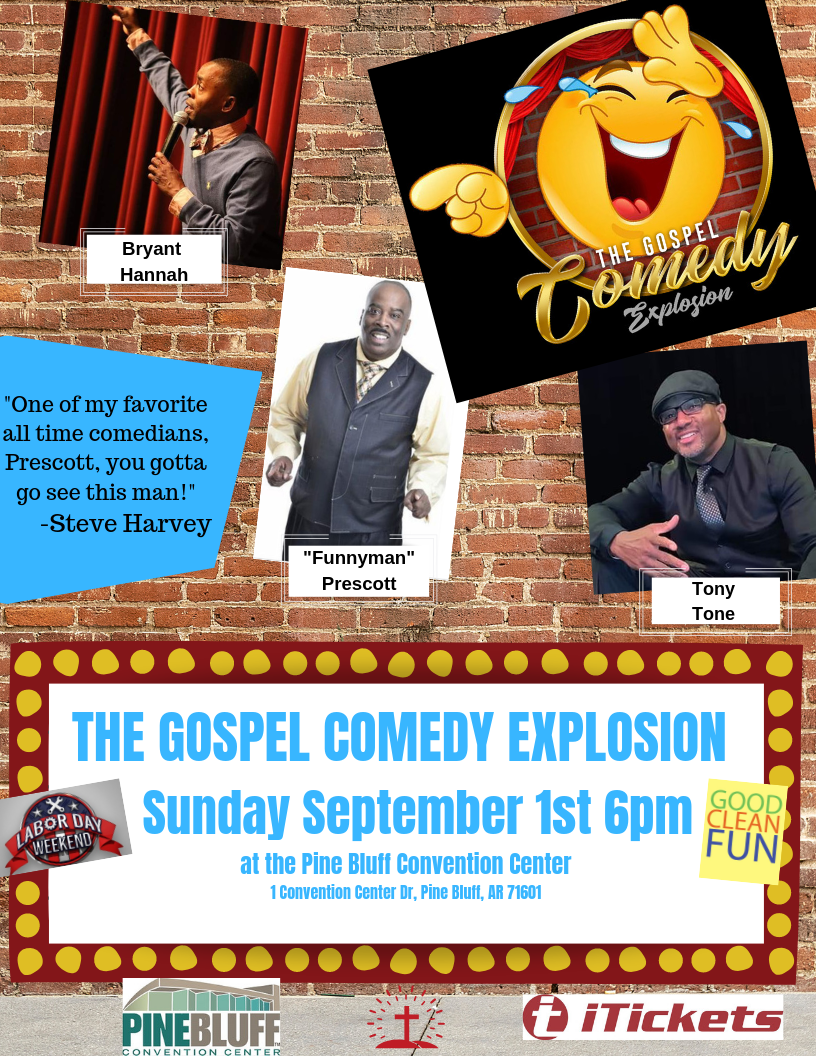 THE GOSPEL
Comedy
Explosion
Bryant
Hannah
"One of my favorite
all time comedians,
Prescott, you gotta
go see this man!"
-Steve Harvey
"Funnyman"
Prescott
Tony
Tone
THE GOSPEL COMEDY EXPLOSION
Sunday September 1st 6pm
at the Pine Bluff Convention Center
1 Convention Center Dr, Pine Bluff, AR 71601
LABOR DAY
WEEKEND
GOOD
CLEAN
FUN
PINEBLUFF
CONVENTION CENTER
iTickets